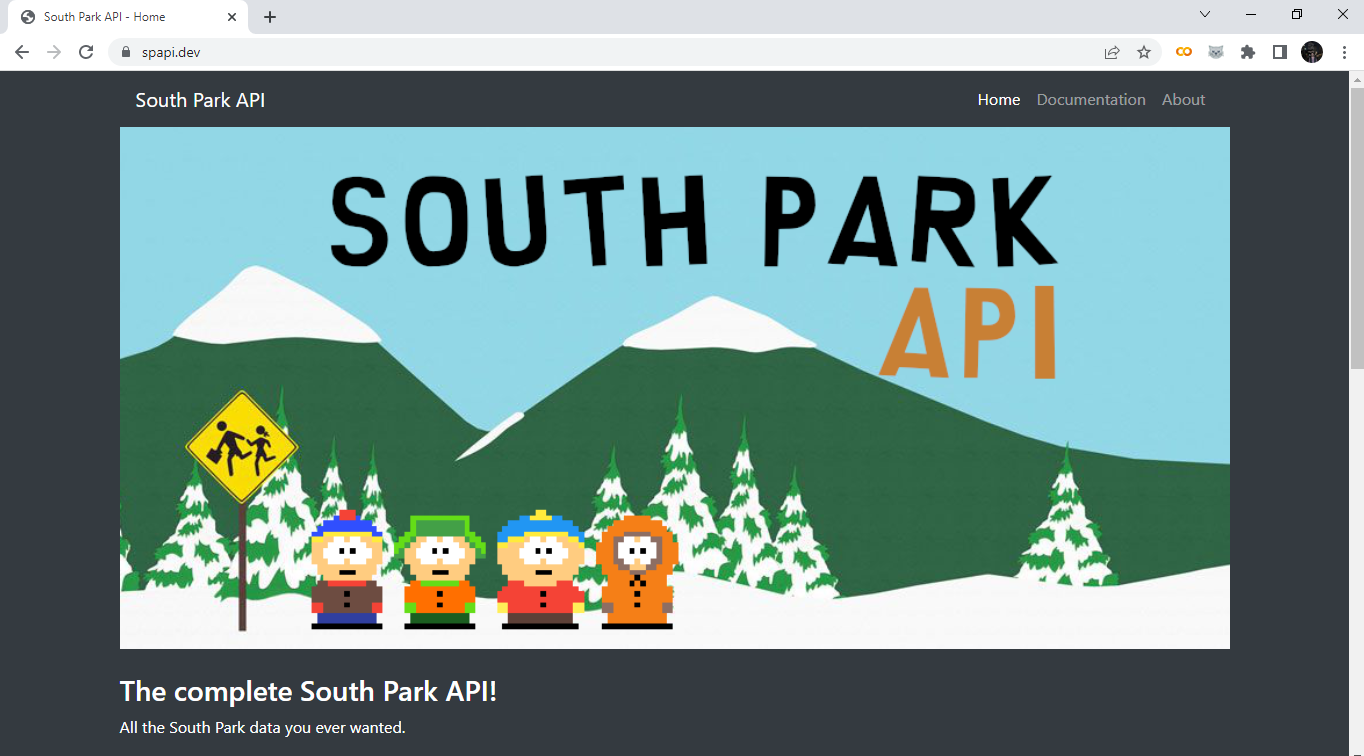 South Park API - Home
spapi.dev
South Park API
Home Documentation About
SOUTH PARK
API
The complete South Park API!
All the South Park data you ever wanted.